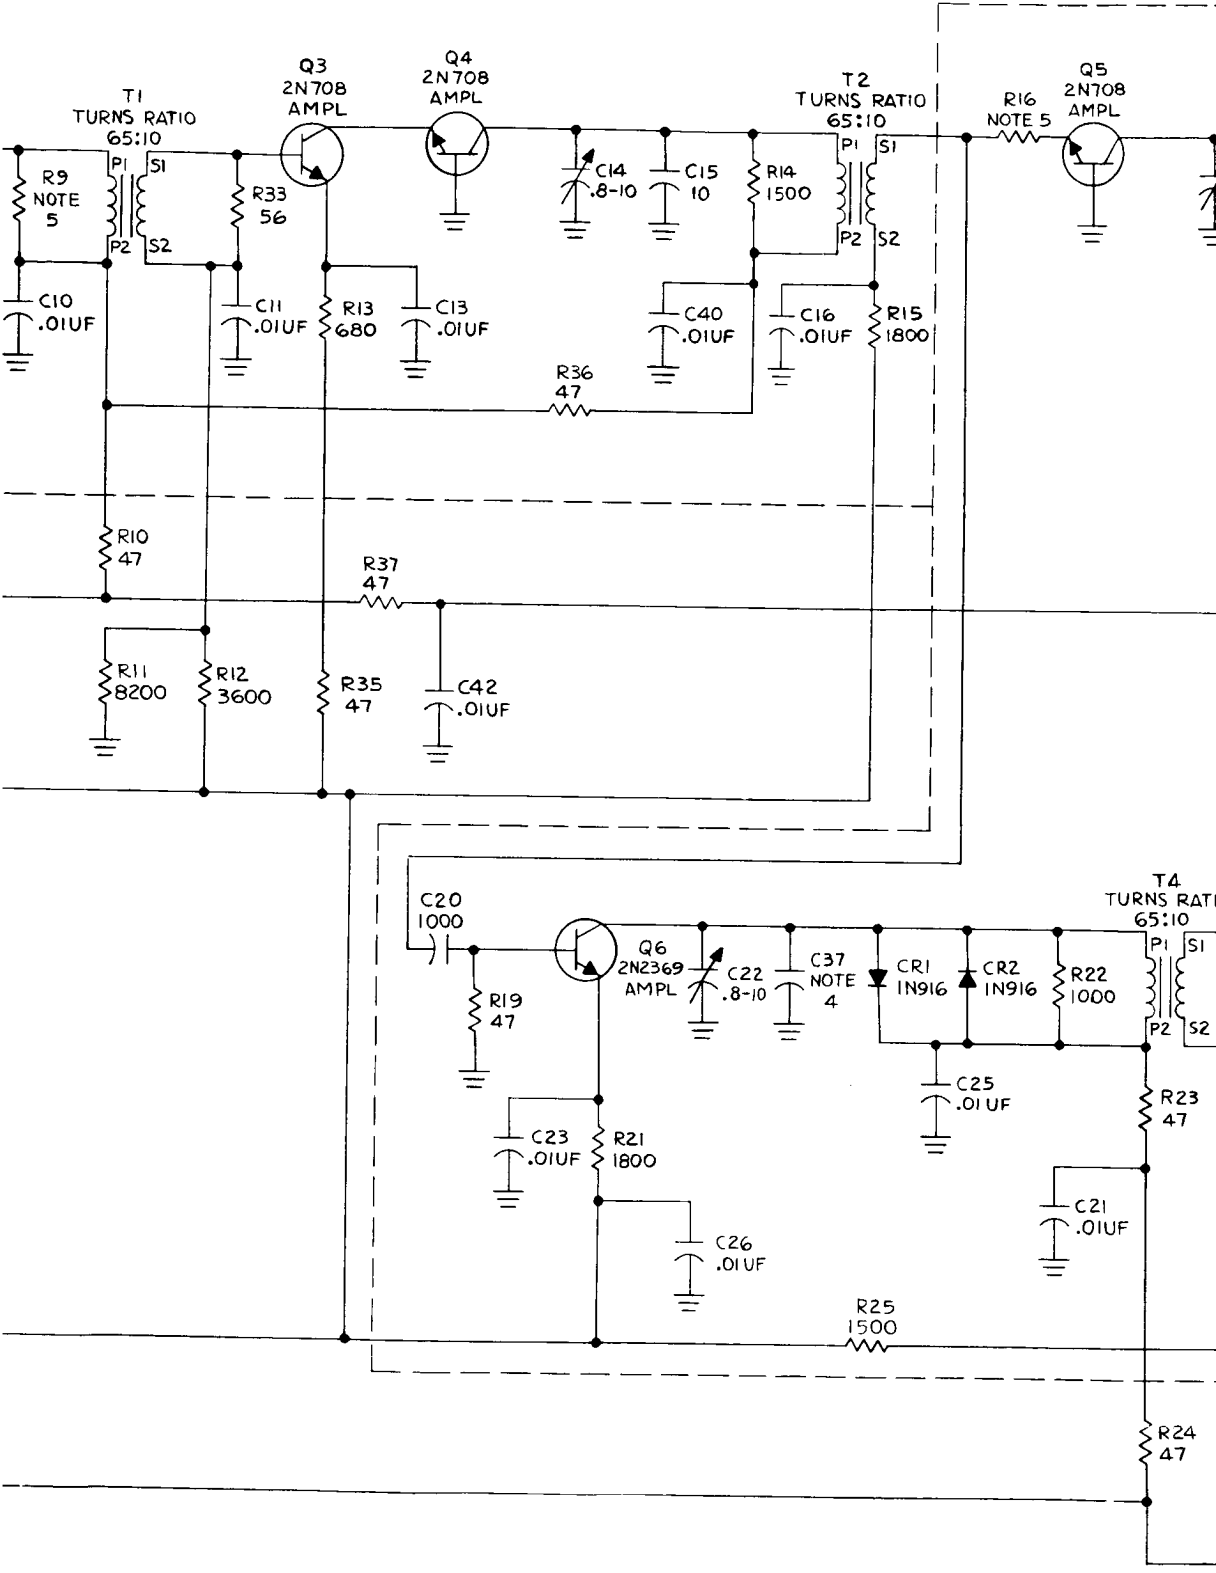 T1
TURNS RATIO
65:10
Q3
2N708
AMPL
Q4
2N708
AMPL
T2
TURNS RATIO
65:10
R16
NOTE 5
Q5
2N708
AMPL
R9
NOTE
5
P1
S1
P2
S2
R33
56
C14
.8-10
C15
10
R14
1500
P1
S1
P2
S2
C10
.01UF
C11
.01UF
R13
680
C13
.01UF
C40
.01UF
C16
.01UF
R15
1800
R36
47
R10
47
R37
47
R11
8200
R12
3600
R35
47
C42
.01UF
C20
1000
T4
TURNS RATI
65:10
Q6
2N2369
AMPL
C22
.8-10
C37
NOTE
4
CR1
1N916
CR2
1N916
R22
1000
P1
S1
P2
S2
R19
47
C25
.01UF
R23
47
C23
.01UF
R21
1800
C21
.01UF
C26
.01UF
R25
1500
R24
47